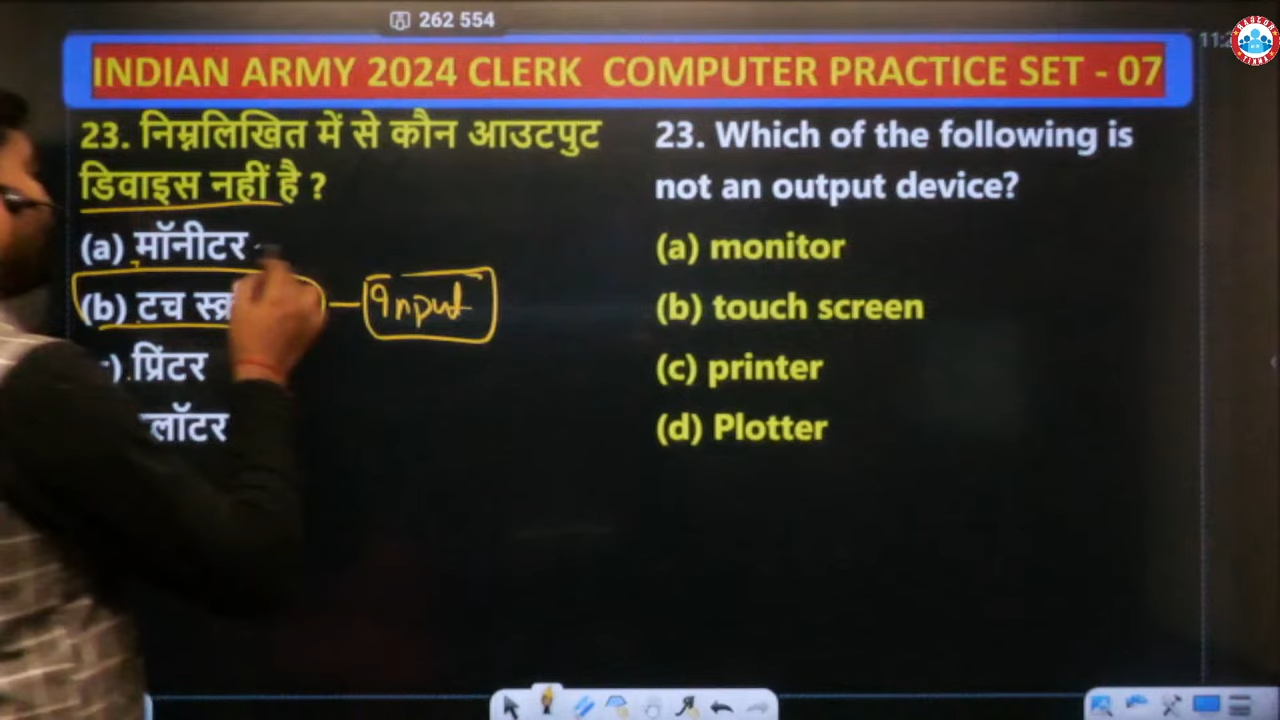 262 554
INDIAN ARMY 2024 CLERK COMPUTER PRACTICE SET - 07
23. निम्नलिखित में से कौन आउटपुट
डिवाइस नहीं है ?
(a) मॉनीटर
(b) टच
Input
प्रिंटर
23. Which of the following is
not an output device?
(a) monitor
(b) touch screen
(c) printer
(d) Plotter